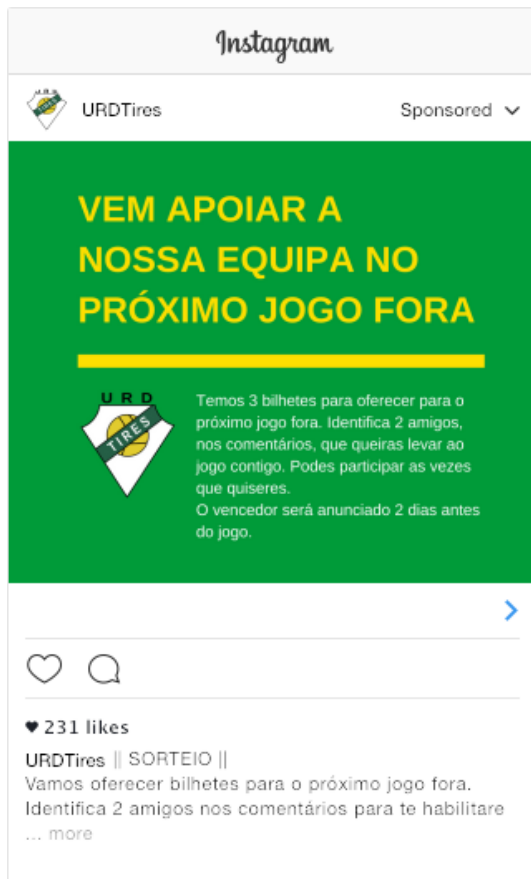 Instagram
URDTires
Sponsored
VEM APOIAR A
NOSSA EQUIPA NO
PRÓXIMO JOGO FORA
U R D
TIRES
Temos 3 bilhetes para oferecer para o
próximo jogo fora. Identifica 2 amigos,
nos comentários, que queiras levar ao
jogo contigo. Podes participar as vezes
que quiseres.
O vencedor será anunciado 2 dias antes
do jogo.
231 likes
URDTires || SORTEIO ||
Vamos oferecer bilhetes para o próximo jogo fora.
Identifica 2 amigos nos comentários para te habilitare
... more